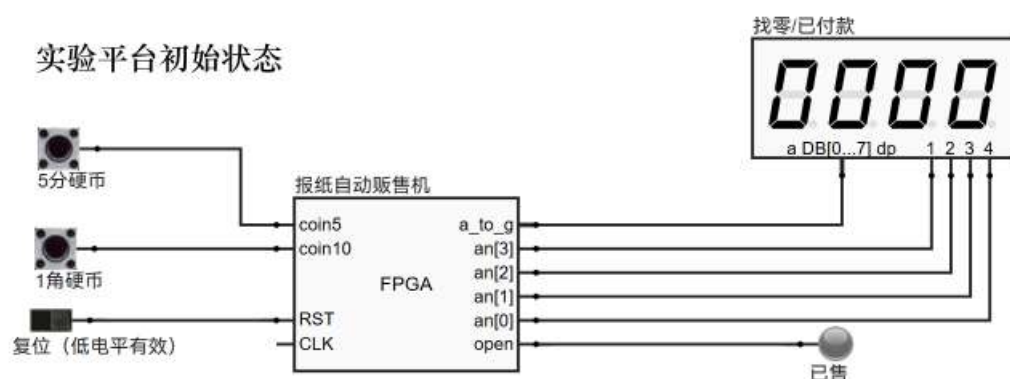 找零/已付款
实验平台初始状态
0000
a DB[0...7] dp 1 2 3 4
5分硬币
报纸自动贩售机
coin5 a_to_g
coin10 an[3]
1角硬币
an[2]
FPGA
an[1]
RST an[0]
CLK open
复位（低电平有效）
已售